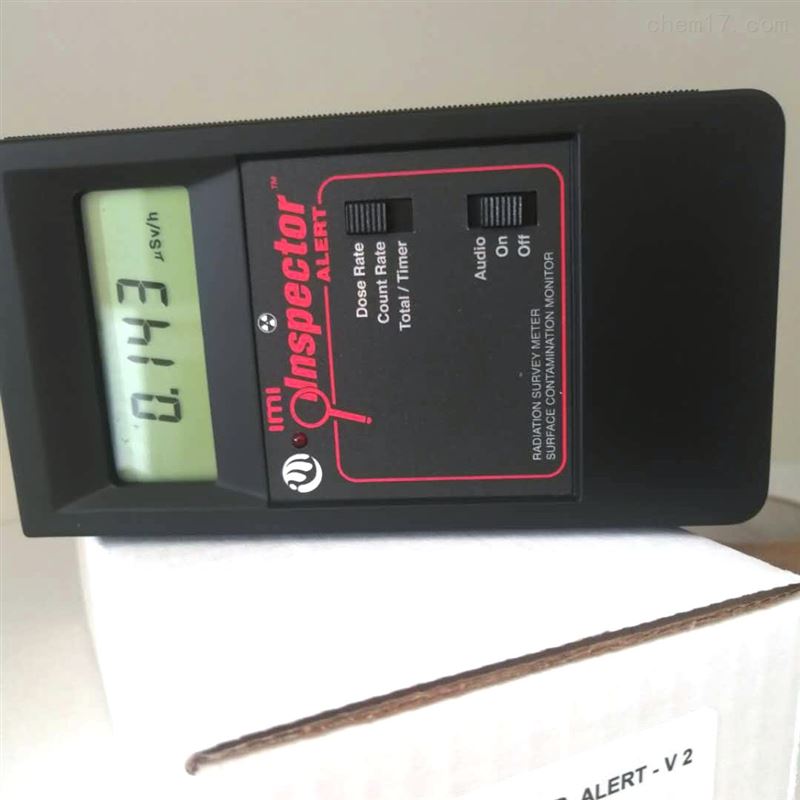 chem17.com
0.143
µSv/h
imi
Inspector™
ALERT
Dose Rate
Count Rate
Total / Timer
Audio
On
Off
RADIATION SURVEY METER
SURFACE CONTAMINATION MONITOR
ALERT - V 2